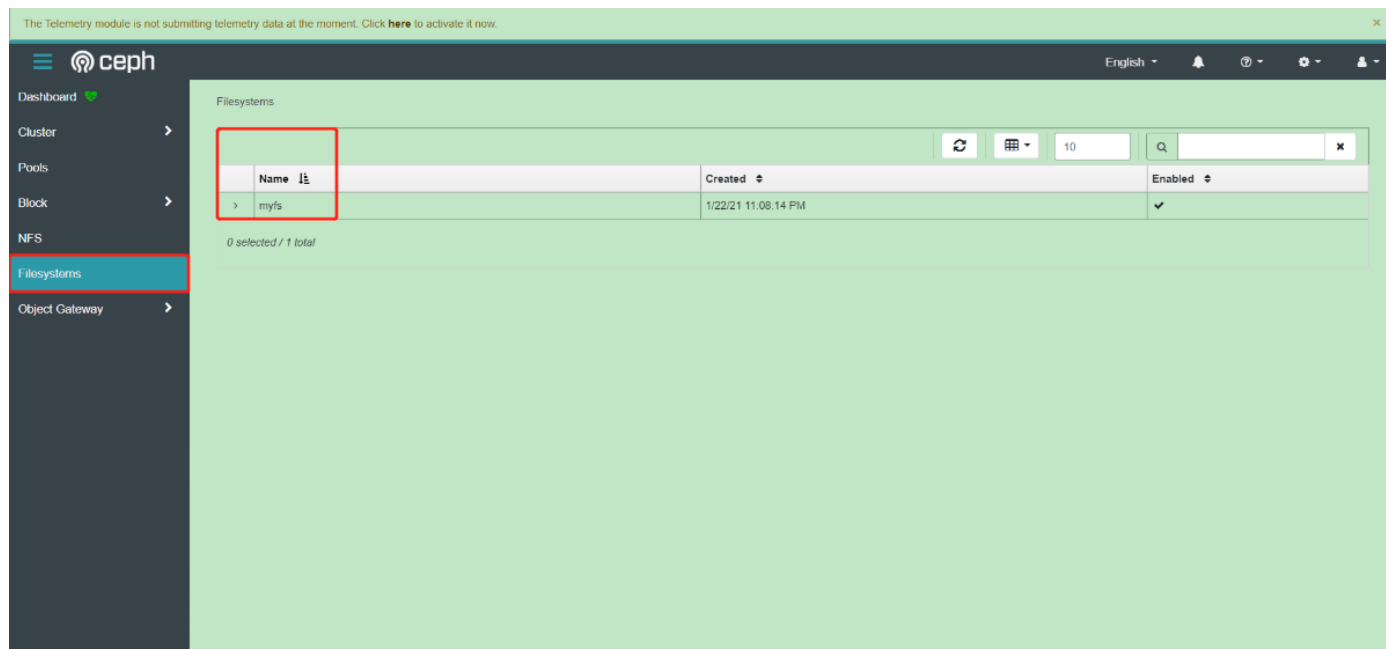 The Telemetry module is not submitting telemetry data at the moment. Click here to activate it now.
ceph
English
Dashboard
Filesystems
Cluster
10
Pools
Name
Created
Enabled
Block
myfs
1/22/21 11:08:14 PM
NFS
0 selected / 1 total
Filesystems
Object Gateway